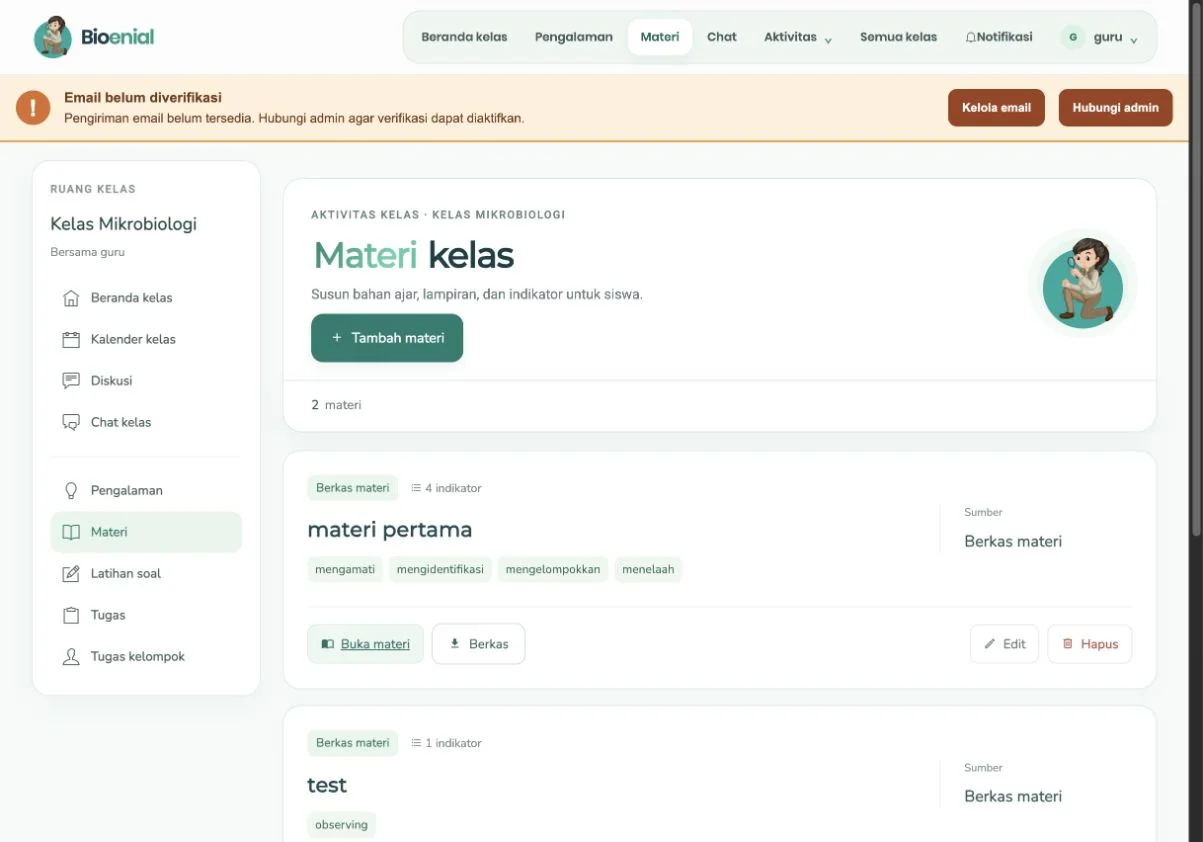 Bioenial
Beranda kelas Pengalaman Materi Chat Aktivitas Semua kelas Notifikasi G guru
! Email belum diverifikasi
Pengiriman email belum tersedia. Hubungi admin agar verifikasi dapat diaktifkan.
Kelola email Hubungi admin
RUANG KELAS
Kelas Mikrobiologi
Bersama guru
Beranda kelas
Kalender kelas
Diskusi
Chat kelas
Pengalaman
Materi
Latihan soal
Tugas
Tugas kelompok
AKTIVITAS KELAS · KELAS MIKROBIOLOGI
Materi kelas
Susun bahan ajar, lampiran, dan indikator untuk siswa.
+ Tambah materi
2 materi
Berkas materi 4 indikator
materi pertama
mengamati mengidentifikasi mengelompokkan menelaah
Sumber
Berkas materi
Buka materi Berkas Edit Hapus
Berkas materi 1 indikator
test
observing
Sumber
Berkas materi